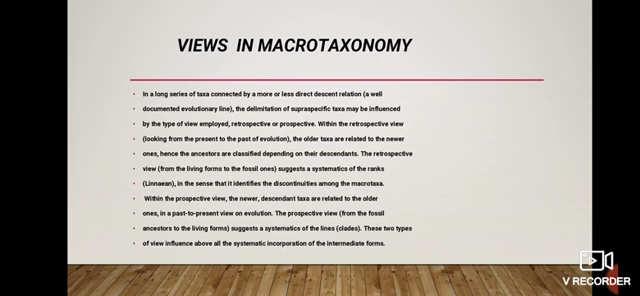 VIEWS IN MACROTAXONOMY
In a long series of taxa connected by a more or less direct descent relation (a well
documented evolutionary line), the delimitation of supraspecific taxa may be influenced
by the type of view employed, retrospective or prospective. Within the retrospective view
(looking from the present to the past of evolution), the older taxa are related to the newer
ones, hence the ancestors are classified depending on their descendants. The retrospective
view (from the living forms to the fossil ones) suggests a systematics of the ranks
(Linnaean), in the sense that it identifies the discontinuities among the macrotaxa.
Within the prospective view, the newer, descendant taxa are related to the older
ones, in a past-to-present view on evolution. The prospective view (from the fossil
ancestors to the living forms) suggests a systematics of the lines (clades). These two types
of view influence above all the systematic incorporation of the intermediate forms.
V RECORDER